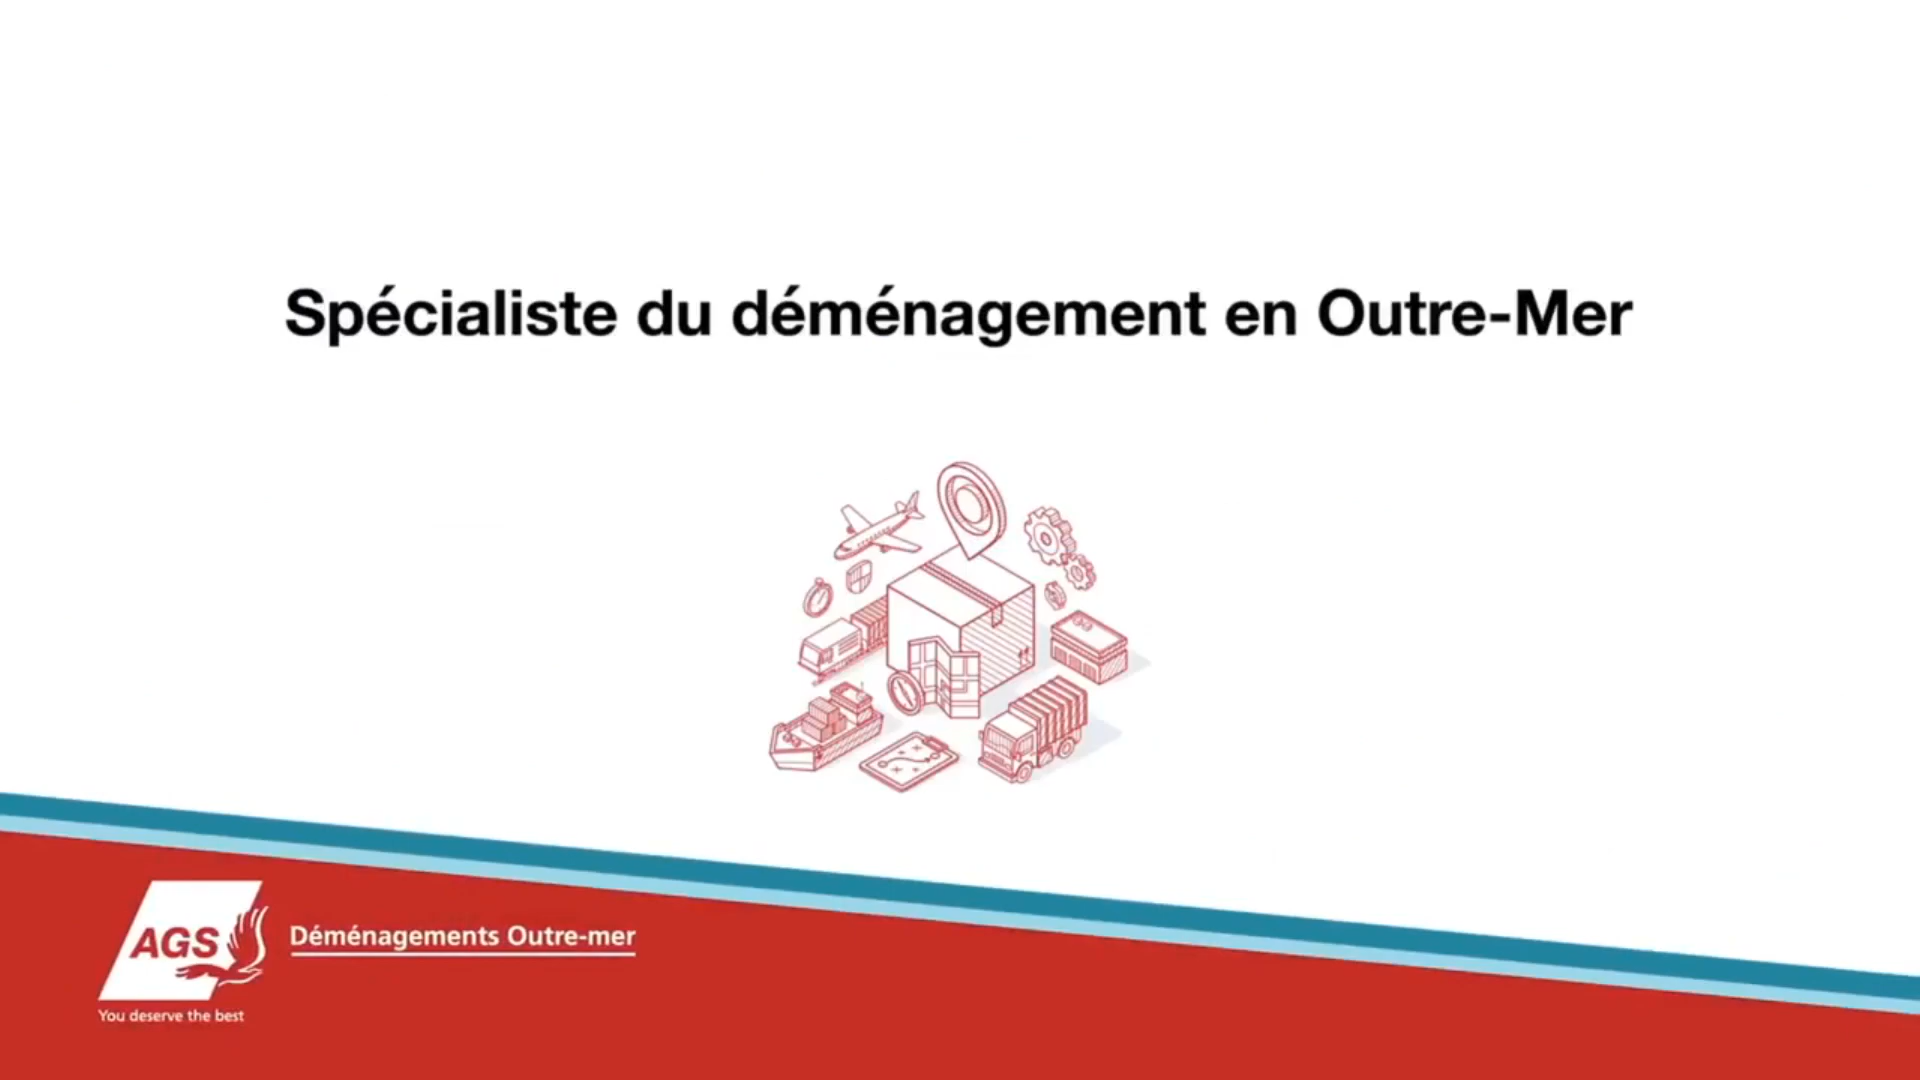 Spécialiste du déménagement en Outre-Mer
AGS
Déménagements Outre-mer
You deserve the best